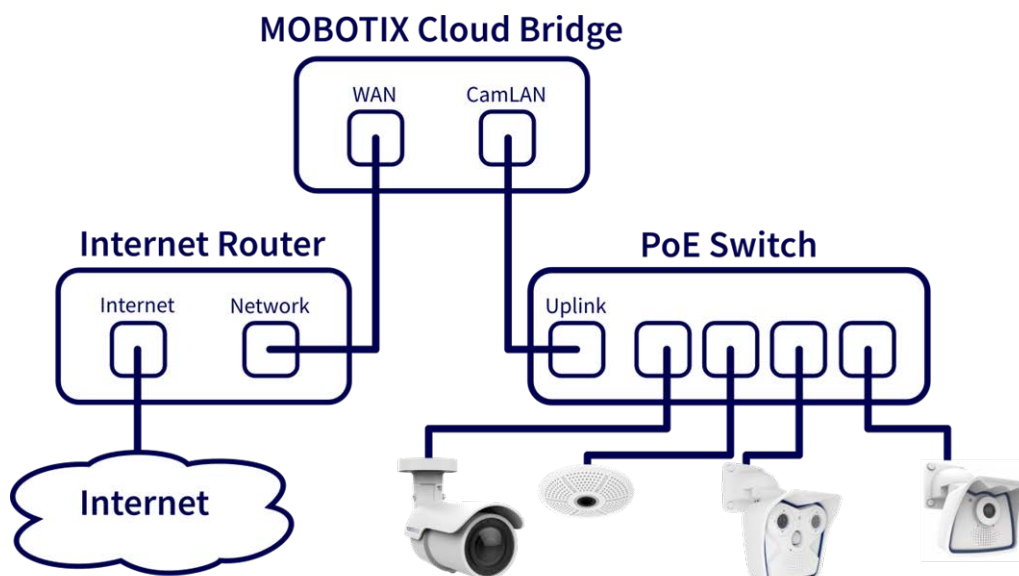 MOBOTIX Cloud Bridge
WAN
CamLAN
Internet Router
PoE Switch
Internet
Network
Uplink
Internet